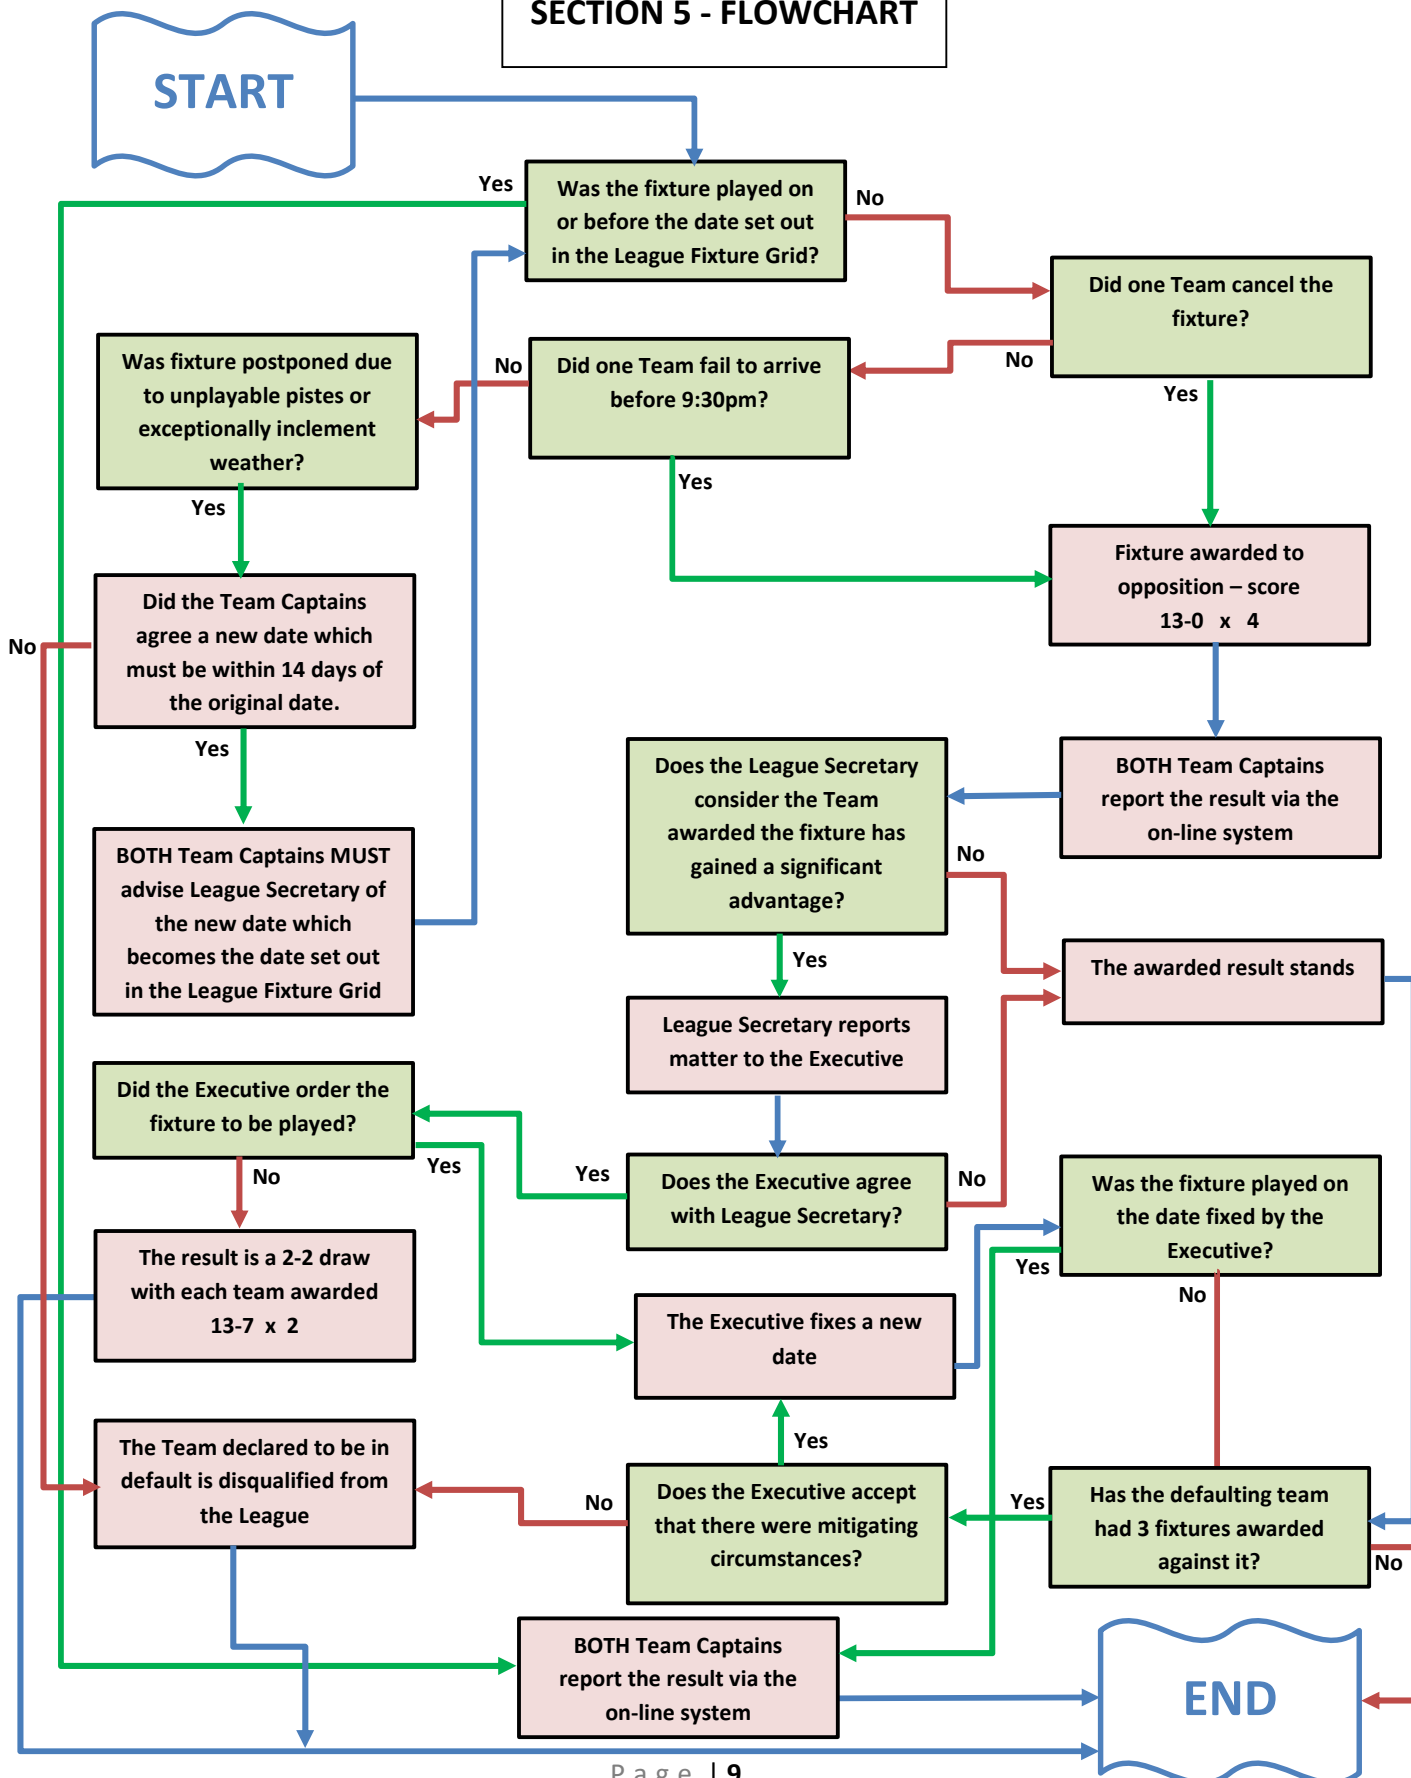 SECTION 5 - FLOWCHART
START
Yes
Was the fixture played on
or before the date set out
in the League Fixture Grid?
No
Did one Team cancel the
fixture?
No
Yes
Did one Team fail to arrive
before 9:30pm?
No
Yes
Was fixture postponed due
to unplayable pistes or
exceptionally inclement
weather?
Yes
Fixture awarded to
opposition – score
13-0 x 4
Did the Team Captains
agree a new date which
must be within 14 days of
the original date.
No
Yes
BOTH Team Captains
report the result via the
on-line system
Does the League Secretary
consider the Team
awarded the fixture has
gained a significant
advantage?
No
Yes
BOTH Team Captains MUST
advise League Secretary of
the new date which
becomes the date set out
in the League Fixture Grid
The awarded result stands
League Secretary reports
matter to the Executive
Did the Executive order the
fixture to be played?
No
Yes
Yes
Does the Executive agree
with League Secretary?
No
Was the fixture played on
the date fixed by the
Executive?
Yes
No
The result is a 2-2 draw
with each team awarded
13-7 x 2
The Executive fixes a new
date
Yes
The Team declared to be in
default is disqualified from
the League
No
Does the Executive accept
that there were mitigating
circumstances?
Yes
Has the defaulting team
had 3 fixtures awarded
against it?
No
BOTH Team Captains
report the result via the
on-line system
END
Page | 9